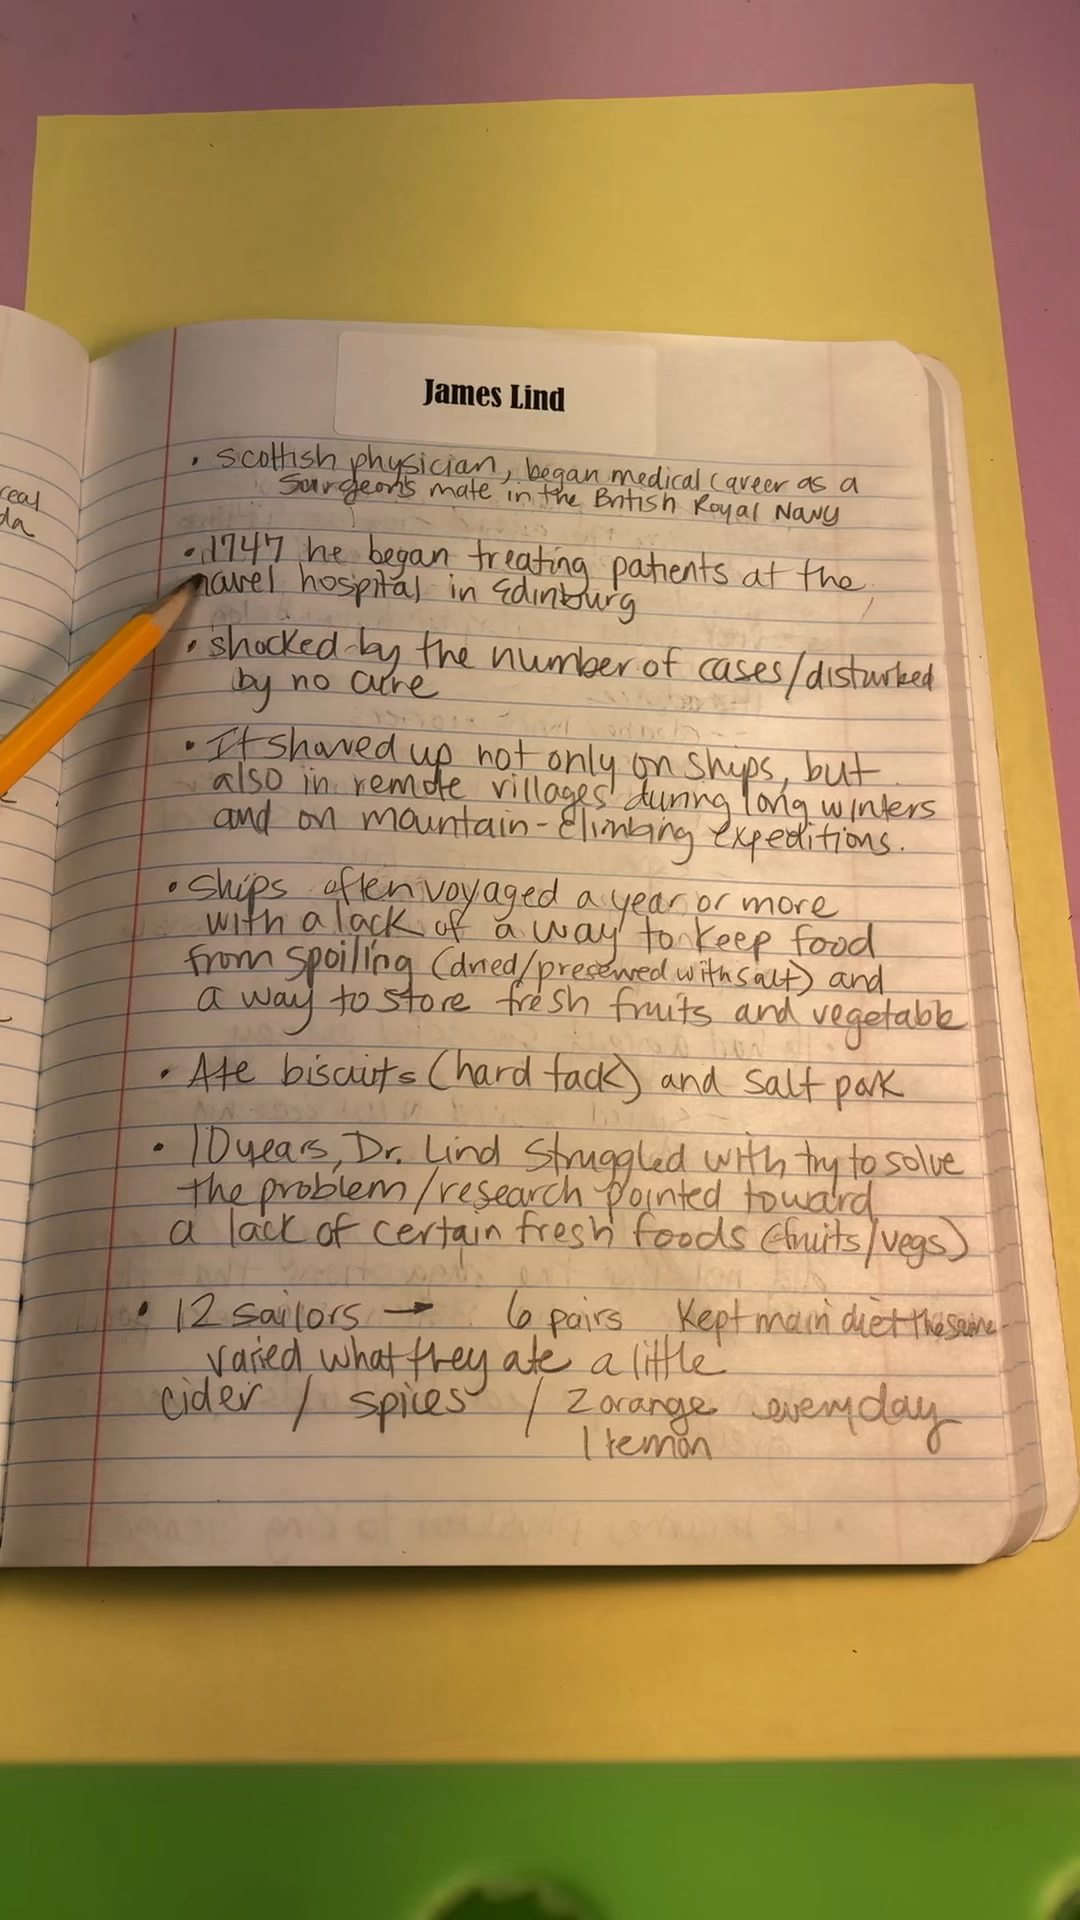 James Lind
• Scottish physician, began medical career as a
surgeons mate in the British Royal Navy
• 1747 he began treating patients at the
navel hospital in Edinburg
• shocked by the number of cases/disturbed
by no cure
• It showed up not only on ships, but
also in remote villages during long winters
and on mountain-climbing expeditions.
• Ships often voyaged a year or more
with a lack of a way to keep food
from spoiling (dried/preserved with salt) and
a way to store fresh fruits and vegetable
• Ate biscuits (hard tack) and salt pork
• 10 years, Dr. Lind struggled with try to solve
the problem/research pointed toward
a lack of certain fresh foods (fruits/vegs)
• 12 sailors → 6 pairs Kept main diet the same
varied what they ate a little
cider / spices / 2 orange everyday
1 lemon
real
da